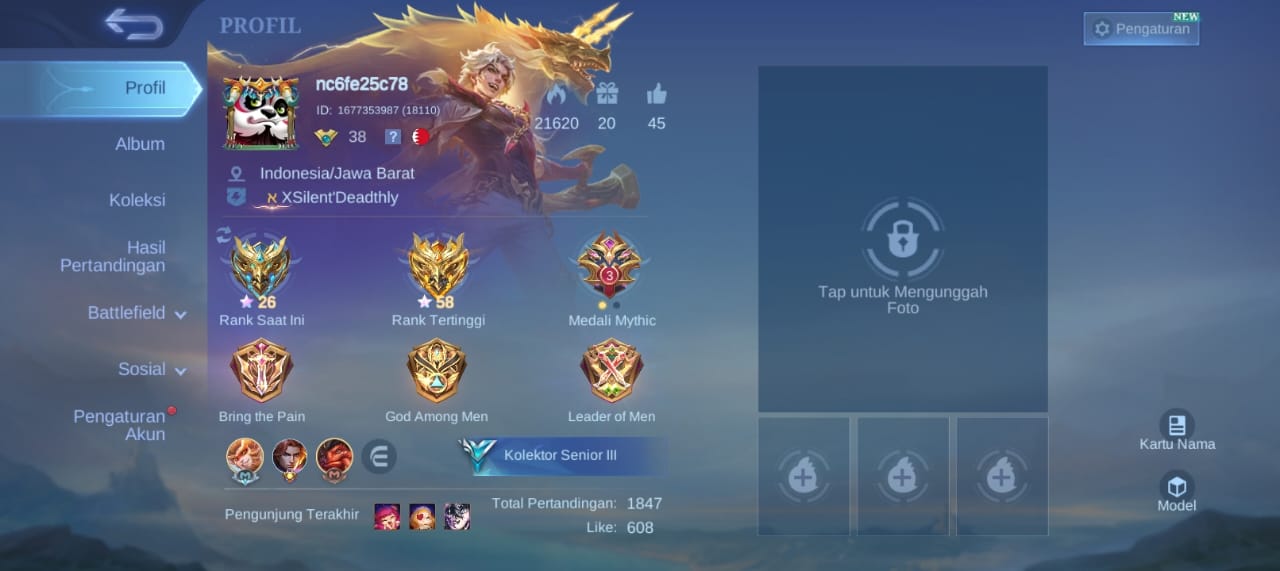 PROFIL
NEW
Pengaturan
Profil
Album
Koleksi
Hasil
Pertandingan
Battlefield
Sosial
Pengaturan
Akun
nc6fe25c78
ID: 1677353987 (18110)
38
?
21620
20
45
Indonesia/Jawa Barat
א XSilent'Deadthly
26
58
3
Rank Saat Ini
Rank Tertinggi
Medali Mythic
Bring the Pain
God Among Men
Leader of Men
Kolektor Senior III
Pengunjung Terakhir
Total Pertandingan: 1847
Like: 608
Tap untuk Mengunggah
Foto
Kartu Nama
Model